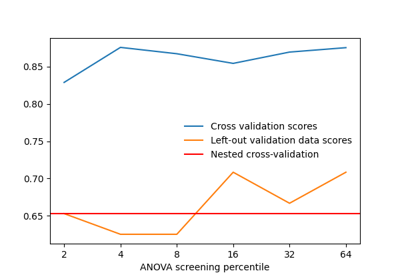 0.85
0.80
0.75
0.70
0.65
Cross validation scores
Left-out validation data scores
Nested cross-validation
2 4 8 16 32 64
ANOVA screening percentile